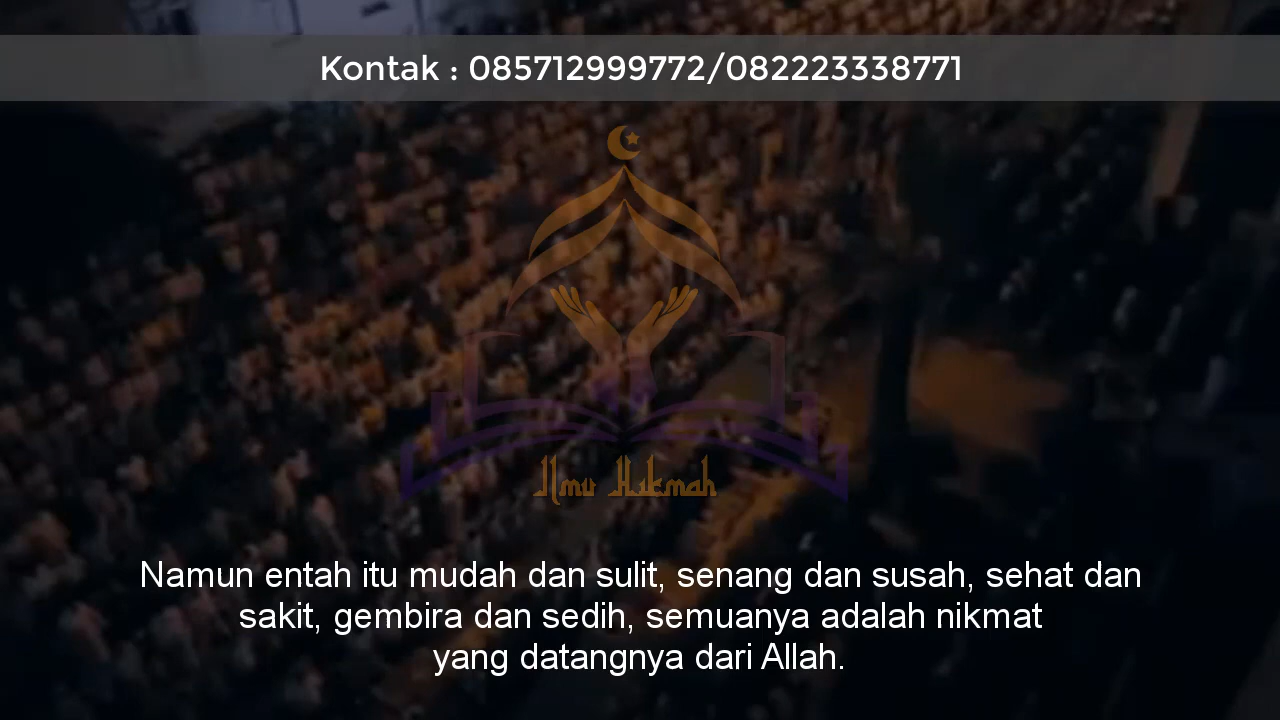 Kontak : 085712999772/082223338771
Ilmu Hikmah
Namun entah itu mudah dan sulit, senang dan susah, sehat dan
sakit, gembira dan sedih, semuanya adalah nikmat
yang datangnya dari Allah.